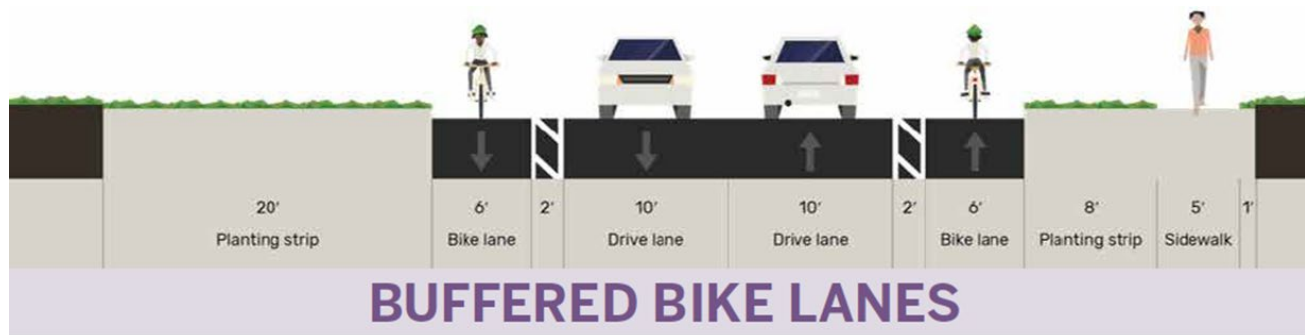 20' 6' 2' 10' 10' 2' 6' 8' 5' 1'
Planting strip Bike lane Drive lane Drive lane Bike lane Planting strip Sidewalk
BUFFERED BIKE LANES